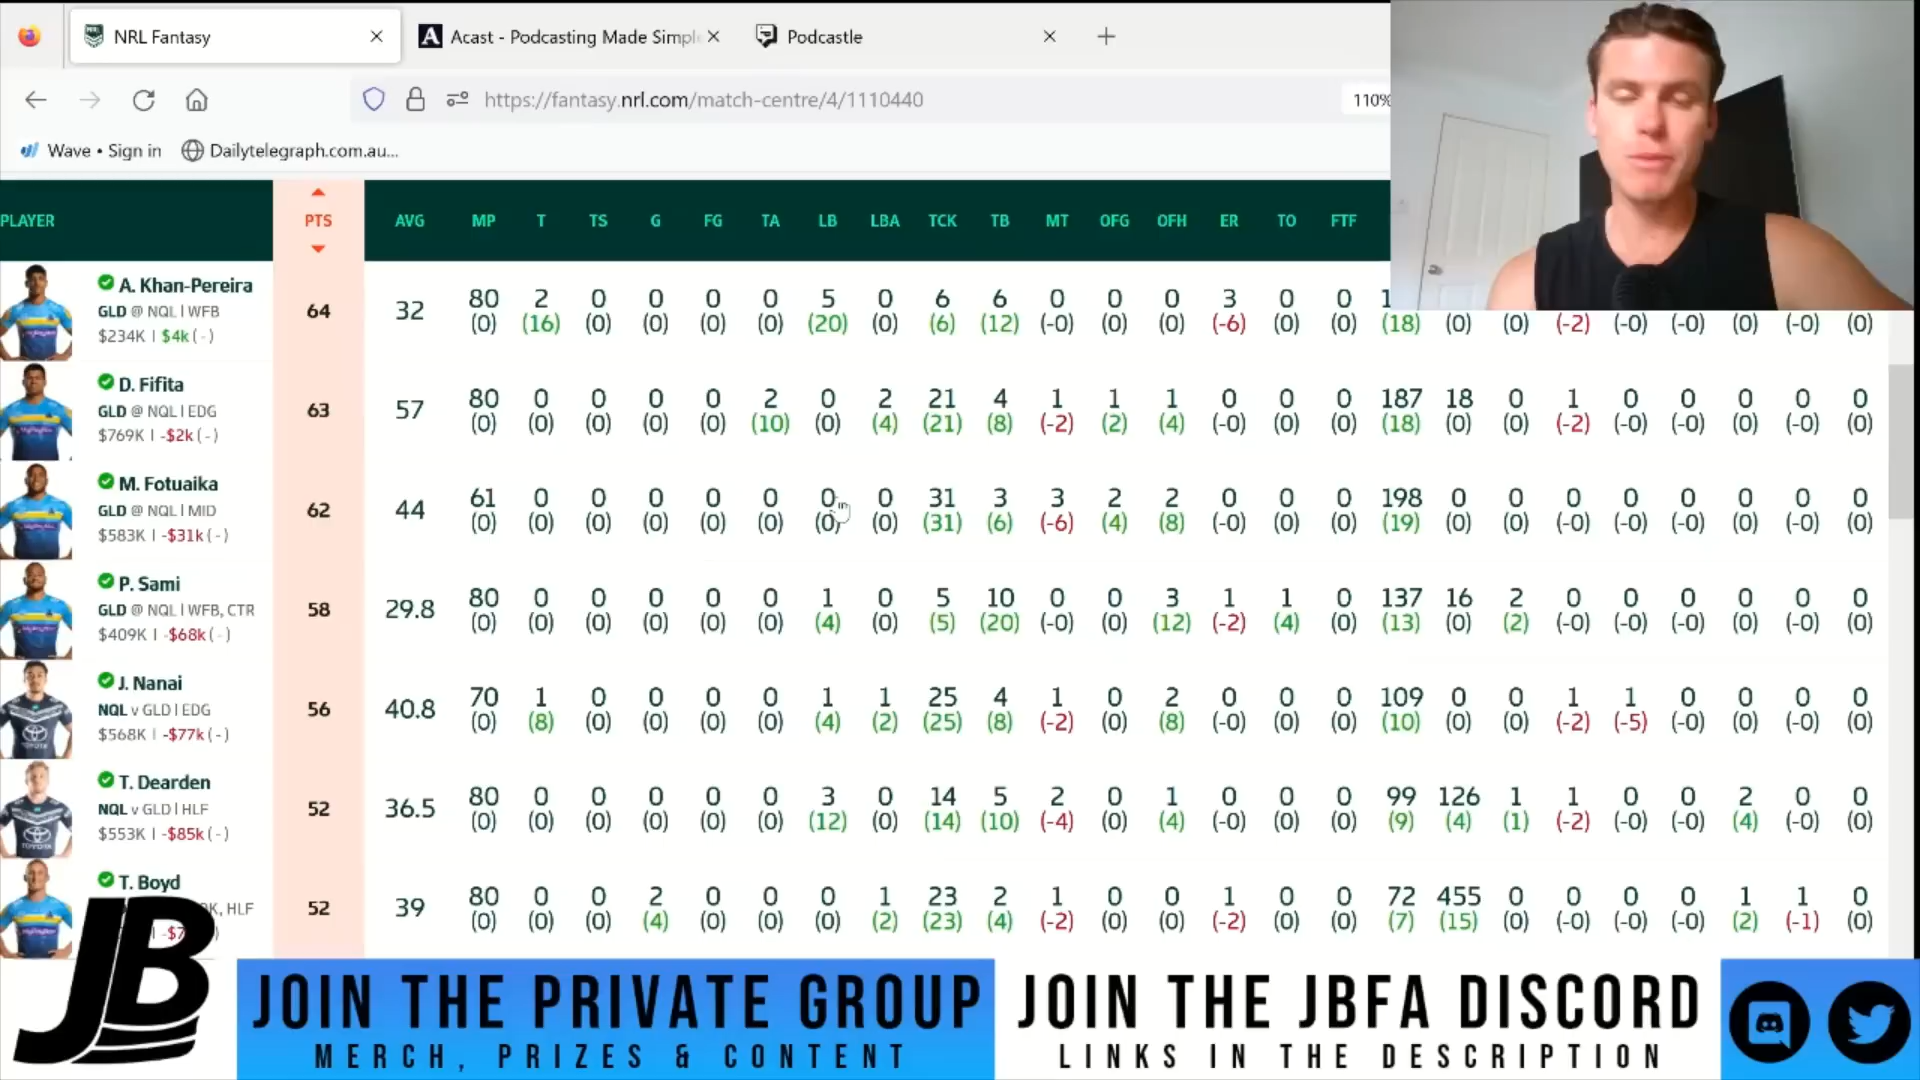 NRL Fantasy
Acast - Podcasting Made Simpl
Podcastle
https://fantasy.nrl.com/match-centre/4/1110440
110%
Wave • Sign in
Dailytelegraph.com.au...
PLAYER PTS AVG MP T TS G FG TA LB LBA TCK TB MT OFG OFH ER TO FTF
A. Khan-Pereira
GLD @ NQL | WFB
$234K | $4k (-)
64 32 80 2 0 0 0 0 5 0 6 6 0 0 0 3 0 0
(0) (16) (0) (0) (0) (0) (20) (0) (6) (12) (-0) (0) (0) (-6) (0) (0) (18) (0) (0) (-2) (-0) (-0) (0) (-0) (0)
D. Fifita
GLD @ NQL | EDG
$769K | -$2k (-)
63 57 80 0 0 0 0 2 0 2 21 4 1 1 1 0 0 0 187 18 0 1 0 0 0 0 0
(0) (0) (0) (0) (0) (10) (0) (4) (21) (8) (-2) (2) (4) (-0) (0) (0) (18) (0) (0) (-2) (-0) (-0) (0) (-0) (0)
M. Fotuaika
GLD @ NQL | MID
$583K | -$31k (-)
62 44 61 0 0 0 0 0 0 0 31 3 3 2 2 0 0 0 198 0 0 0 0 0 0 0 0
(0) (0) (0) (0) (0) (0) (0) (0) (31) (6) (-6) (4) (8) (-0) (0) (0) (19) (0) (0) (-0) (-0) (-0) (0) (-0) (0)
P. Sami
GLD @ NQL | WFB, CTR
$409K | -$68k (-)
58 29.8 80 0 0 0 0 0 1 0 5 10 0 0 3 1 1 0 137 16 2 0 0 0 0 0 0
(0) (0) (0) (0) (0) (0) (4) (0) (5) (20) (-0) (0) (12) (-2) (4) (0) (13) (0) (2) (-0) (-0) (-0) (0) (-0) (0)
J. Nanai
NQL v GLD | EDG
$568K | -$77k (-)
56 40.8 70 1 0 0 0 0 1 1 25 4 1 0 2 0 0 0 109 0 0 1 1 0 0 0 0
(0) (8) (0) (0) (0) (0) (4) (2) (25) (8) (-2) (0) (8) (-0) (0) (0) (10) (0) (0) (-2) (-5) (-0) (0) (-0) (0)
T. Dearden
NQL v GLD | HLF
$553K | -$85k (-)
52 36.5 80 0 0 0 0 0 3 0 14 5 2 0 1 0 0 0 99 126 1 1 0 0 2 0 0
(0) (0) (0) (0) (0) (0) (12) (0) (14) (10) (-4) (0) (4) (-0) (0) (0) (9) (4) (1) (-2) (-0) (-0) (4) (-0) (0)
T. Boyd
HLF
52 39 80 0 0 2 0 0 0 1 23 2 1 0 0 1 0 0 72 455 0 0 0 0 1 1 0
(0) (0) (0) (4) (0) (0) (0) (2) (23) (4) (-2) (0) (0) (-2) (0) (0) (7) (15) (0) (-0) (-0) (-0) (2) (-1) (0)
JB
JOIN THE PRIVATE GROUP
MERCH, PRIZES & CONTENT
JOIN THE JBFA DISCORD
LINKS IN THE DESCRIPTION